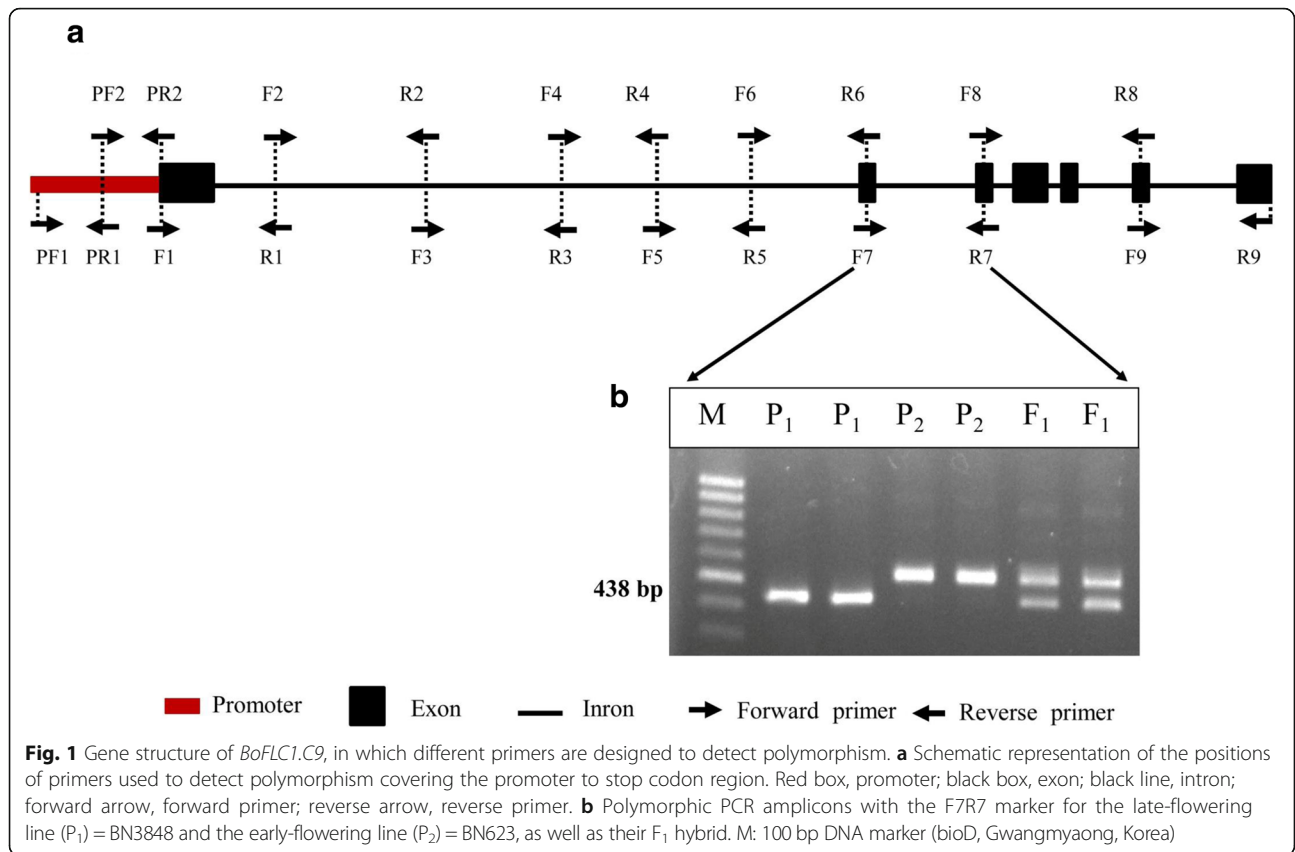 a
PF2 PR2 F2 R2 F4 R4 F6 R6 F8 R8
PF1 PR1 F1 R1 F3 R3 F5 R5 F7 R7 F9 R9
b
M P₁ P₁ P₂ P₂ F₁ F₁
438 bp
Promoter Exon Inron Forward primer Reverse primer
Fig. 1 Gene structure of BoFLC1.C9, in which different primers are designed to detect polymorphism. a Schematic representation of the positions
of primers used to detect polymorphism covering the promoter to stop codon region. Red box, promoter; black box, exon; black line, intron;
forward arrow, forward primer; reverse arrow, reverse primer. b Polymorphic PCR amplicons with the F7R7 marker for the late-flowering
line (P₁) = BN3848 and the early-flowering line (P₂) = BN623, as well as their F₁ hybrid. M: 100 bp DNA marker (bioD, Gwangmyaong, Korea)